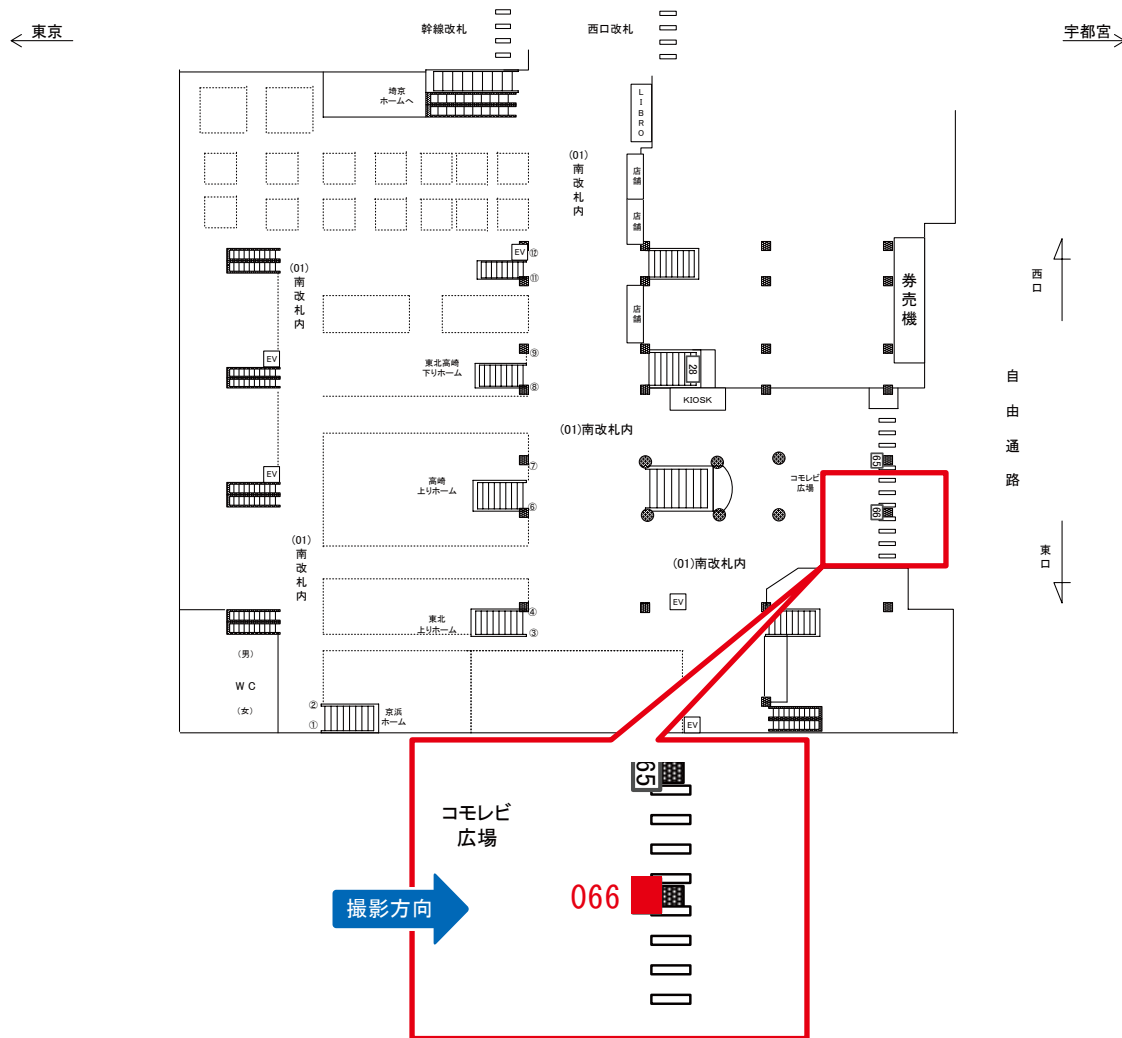 東京
幹線改札
西口改札
宇都宮
埼京
ホームへ
LIBRO
(01)南改札内
店舗
店舗
EV
⑫
⑪
(01)南改札内
店舗
券売機
西口
EV
東北高崎
下りホーム
⑨
⑧
28
KIOSK
自由通路
(01)南改札内
⑦
高崎
上りホーム
⑥
EV
コモレビ
広場
65
66
(01)南改札内
(01)南改札内
東口
EV
東北
上りホーム
④
③
(男)
WC
(女)
②
①
京浜
ホーム
EV
65
コモレビ
広場
066
撮影方向